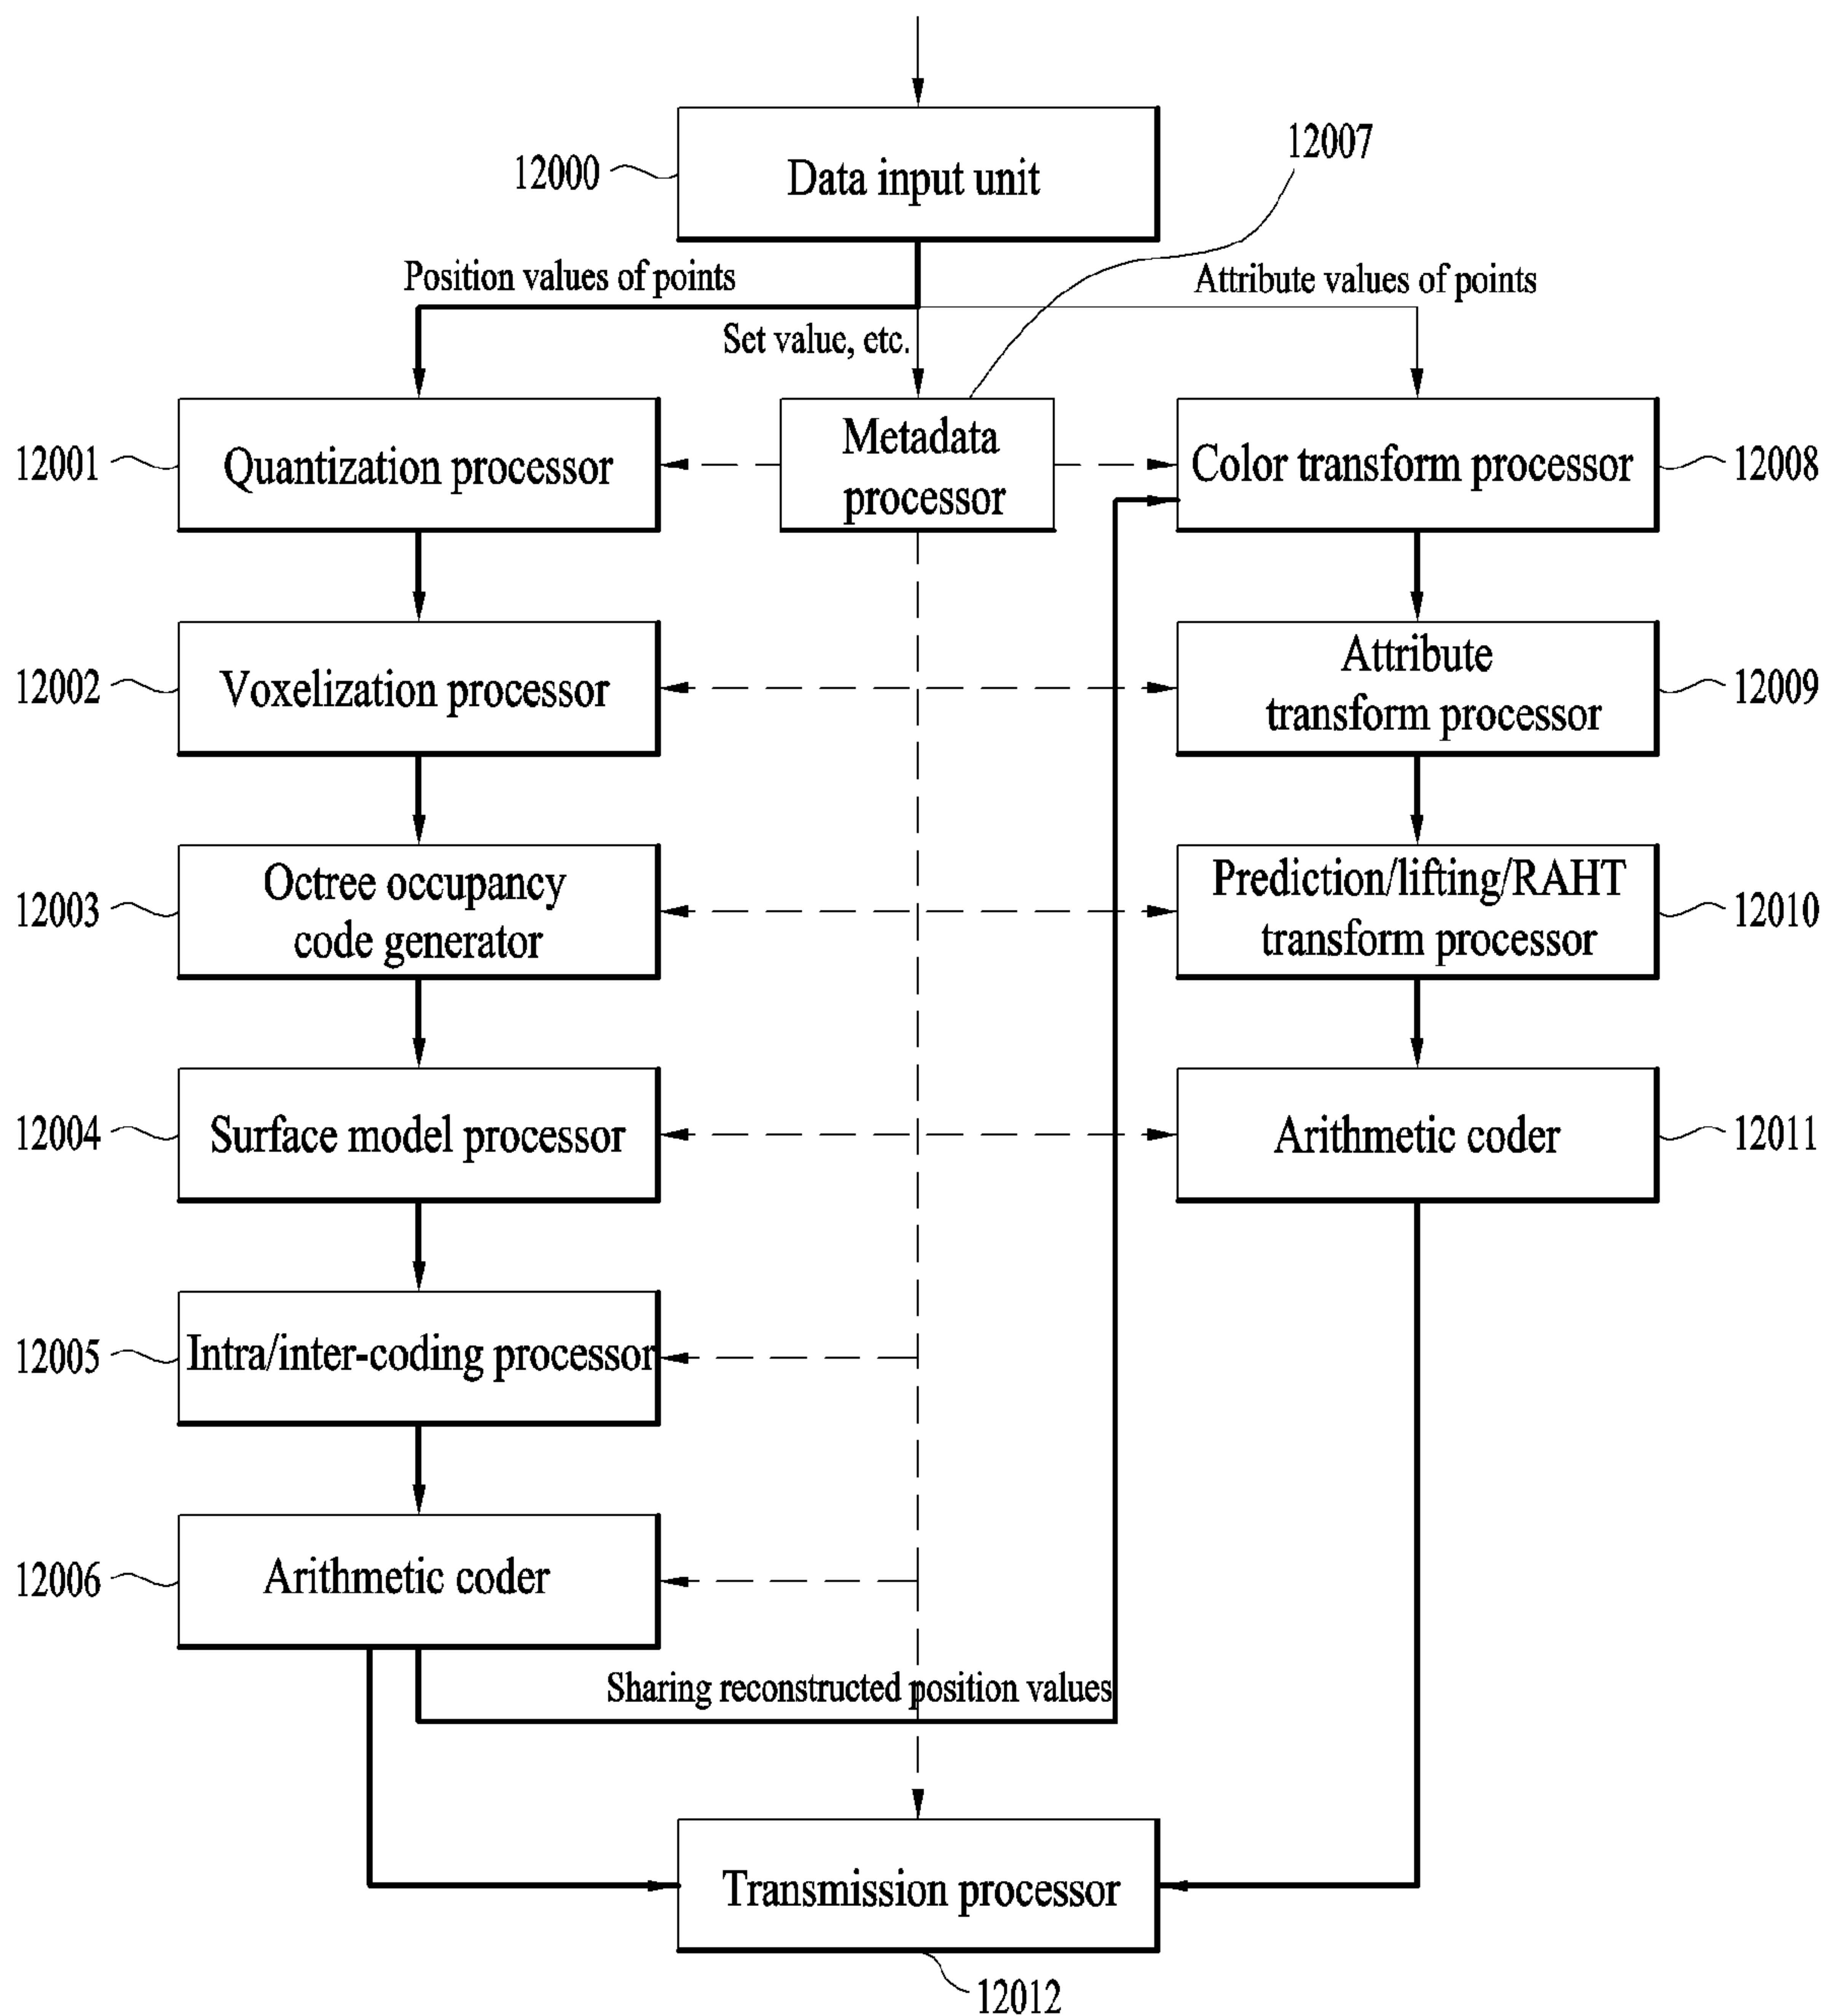 12000
Data input unit
12007
Position values of points
Attribute values of points
Set value, etc.
12001
Quantization processor
Metadata
processor
Color transform processor
12008
12002
Voxelization processor
Attribute
transform processor
12009
12003
Octree occupancy
code generator
Prediction/lifting/RAHT
transform processor
12010
12004
Surface model processor
Arithmetic coder
12011
12005
Intra/inter-coding processor
12006
Arithmetic coder
Sharing reconstructed position values
Transmission processor
12012